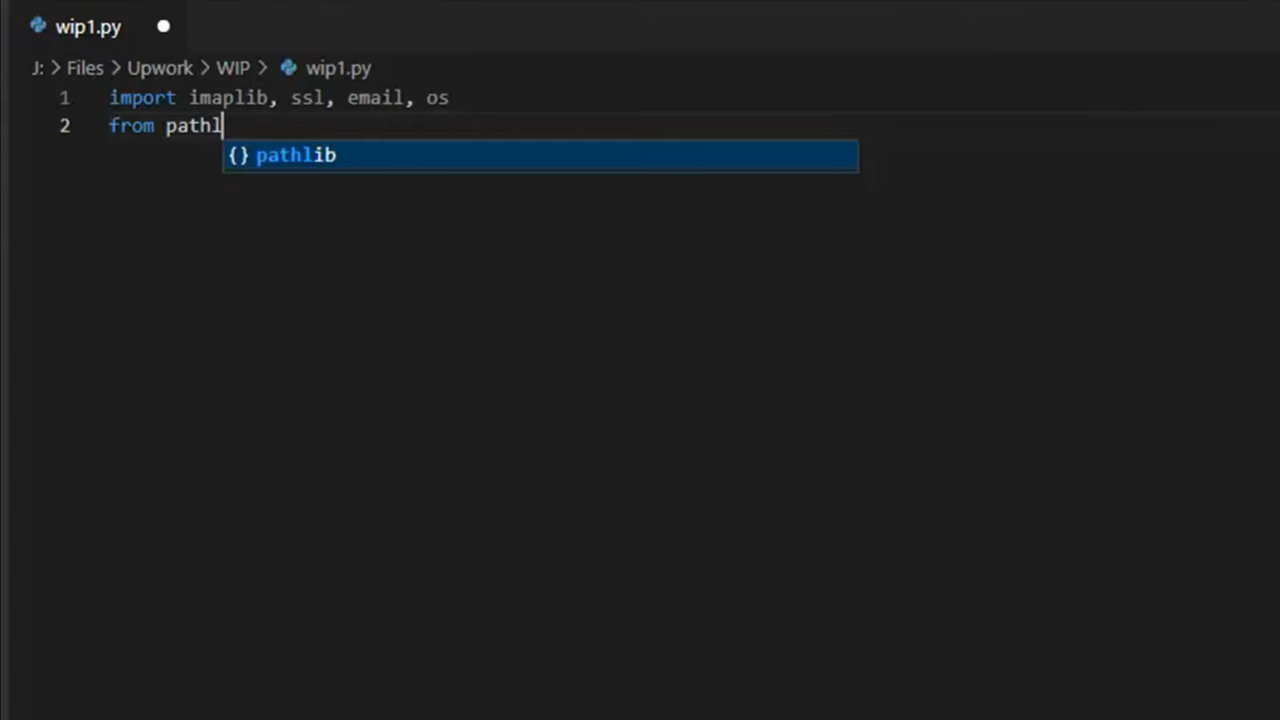 wip1.py
J: > Files > Upwork > WIP > wip1.py
1 import imaplib, ssl, email, os
2 from pathl
{} pathlib